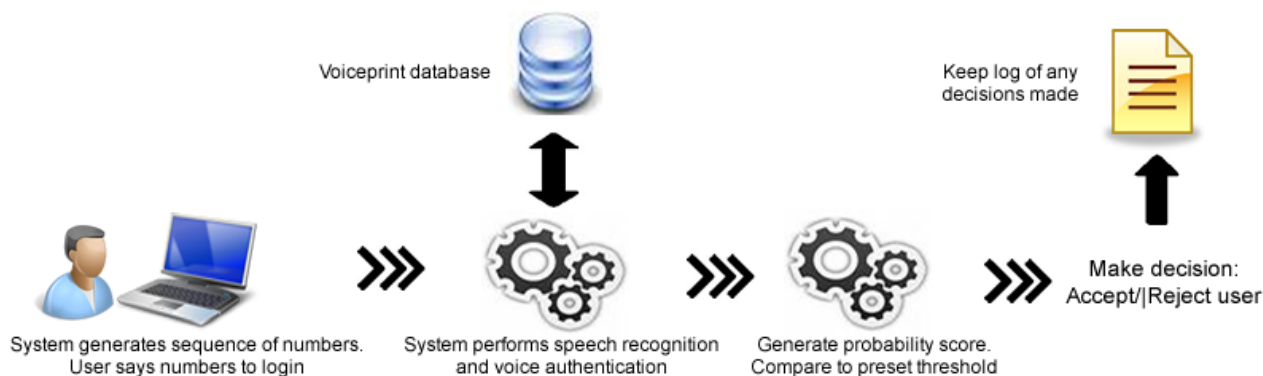 Voiceprint database
Keep log of any
decisions made
System generates sequence of numbers.
User says numbers to login
System performs speech recognition
and voice authentication
Generate probability score.
Compare to preset threshold
Make decision:
Accept/|Reject user